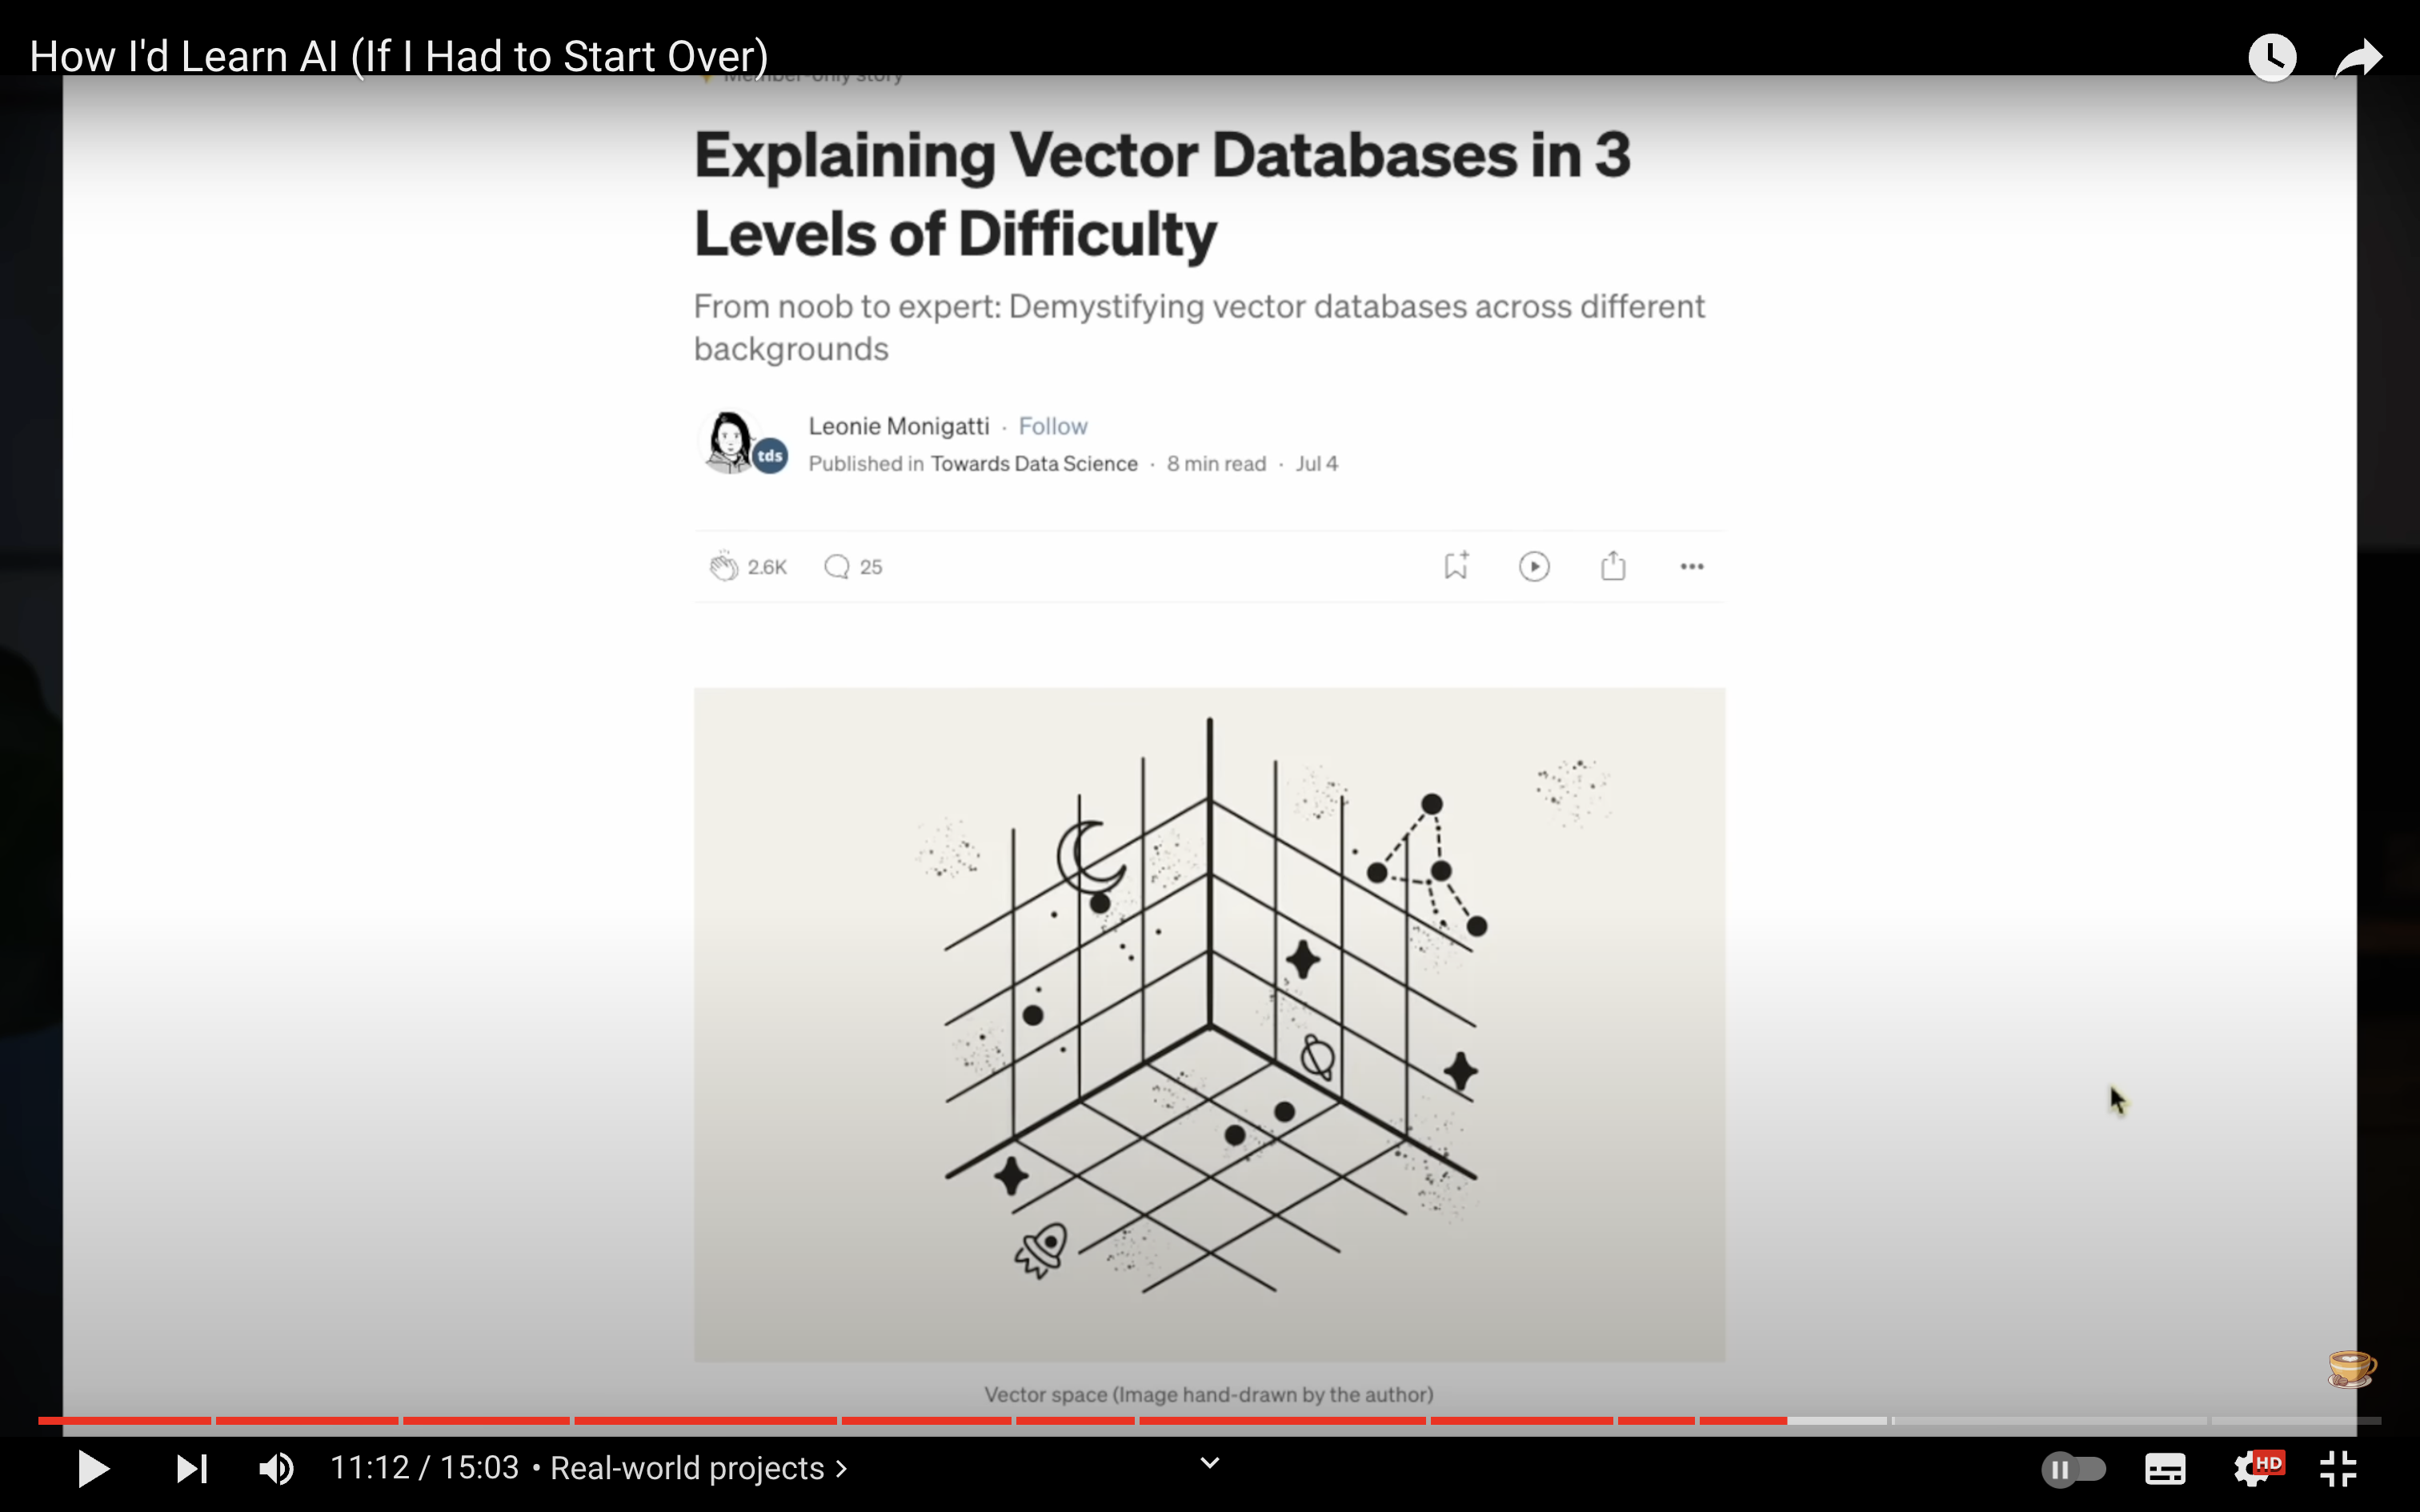 How I'd Learn AI (If I Had to Start Over)
Member-only story
Explaining Vector Databases in 3
Levels of Difficulty
From noob to expert: Demystifying vector databases across different
backgrounds
Leonie Monigatti · Follow
tds
Published in Towards Data Science · 8 min read · Jul 4
2.6K 25
Vector space (Image hand-drawn by the author)
11:12 / 15:03 • Real-world projects >
HD